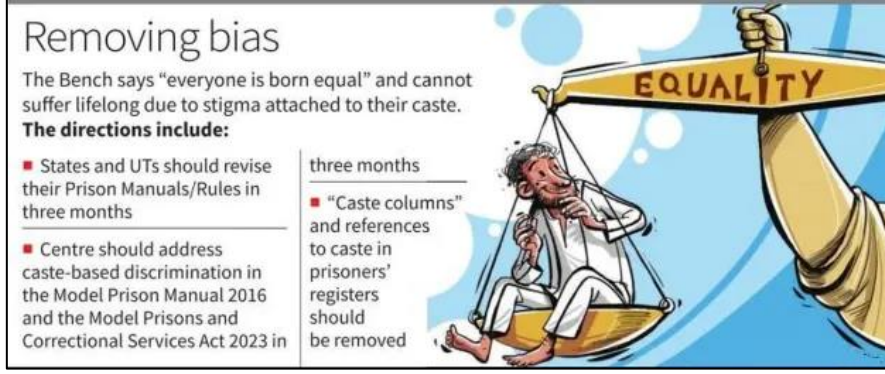 Removing bias
The Bench says “everyone is born equal” and cannot
suffer lifelong due to stigma attached to their caste.
The directions include:
■ States and UTs should revise
their Prison Manuals/Rules in
three months
■ Centre should address
caste-based discrimination in
the Model Prison Manual 2016
and the Model Prisons and
Correctional Services Act 2023 in
three months
■ “Caste columns”
and references
to caste in
prisoners’
registers
should
be removed
EQUALITY